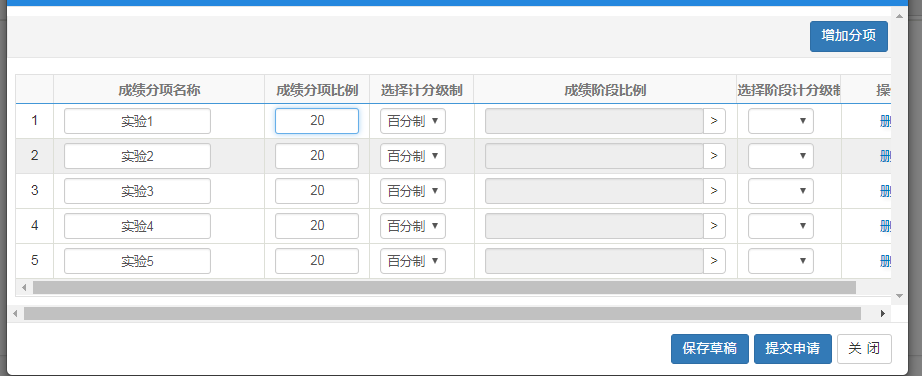 增加分项
成绩分项名称 成绩分项比例 选择计分级制 成绩阶段比例 选择阶段计分级制 操
1 实验1 20 百分制 > 删
2 实验2 20 百分制 > 删
3 实验3 20 百分制 > 删
4 实验4 20 百分制 > 删
5 实验5 20 百分制 > 删
保存草稿 提交申请 关 闭